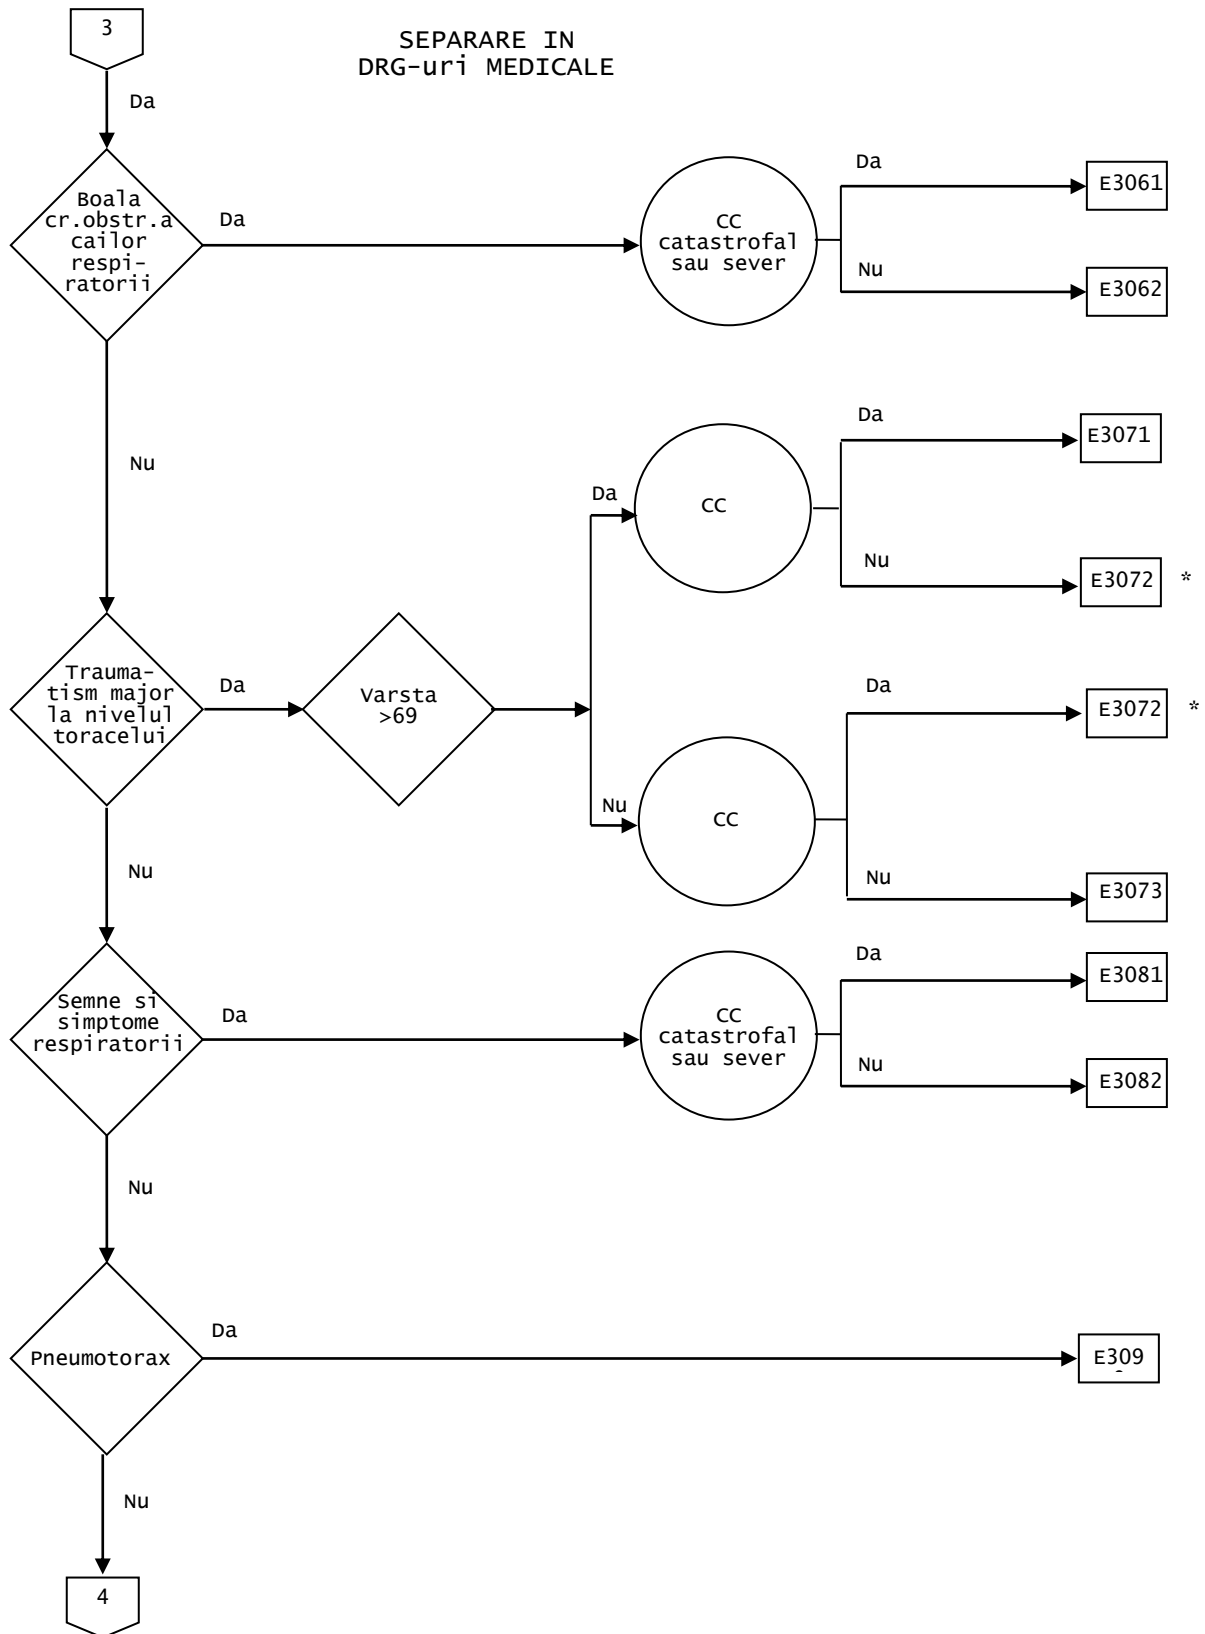 3
SEPARARE IN
DRG-uri MEDICALE
Da
Boala
cr.obstr.a
cailor
respi-
ratorii
Da
CC
catastrofal
sau sever
Da
E3061
Nu
E3062
Nu
Da
CC
Da
E3071
Nu
E3072 *
Trauma-
tism major
la nivelul
toracelui
Da
Varsta
>69
Nu
CC
Da
E3072 *
Nu
E3073
Nu
Semne si
simptome
respiratorii
Da
CC
catastrofal
sau sever
Da
E3081
Nu
E3082
Nu
Pneumotorax
Da
E309
Nu
4